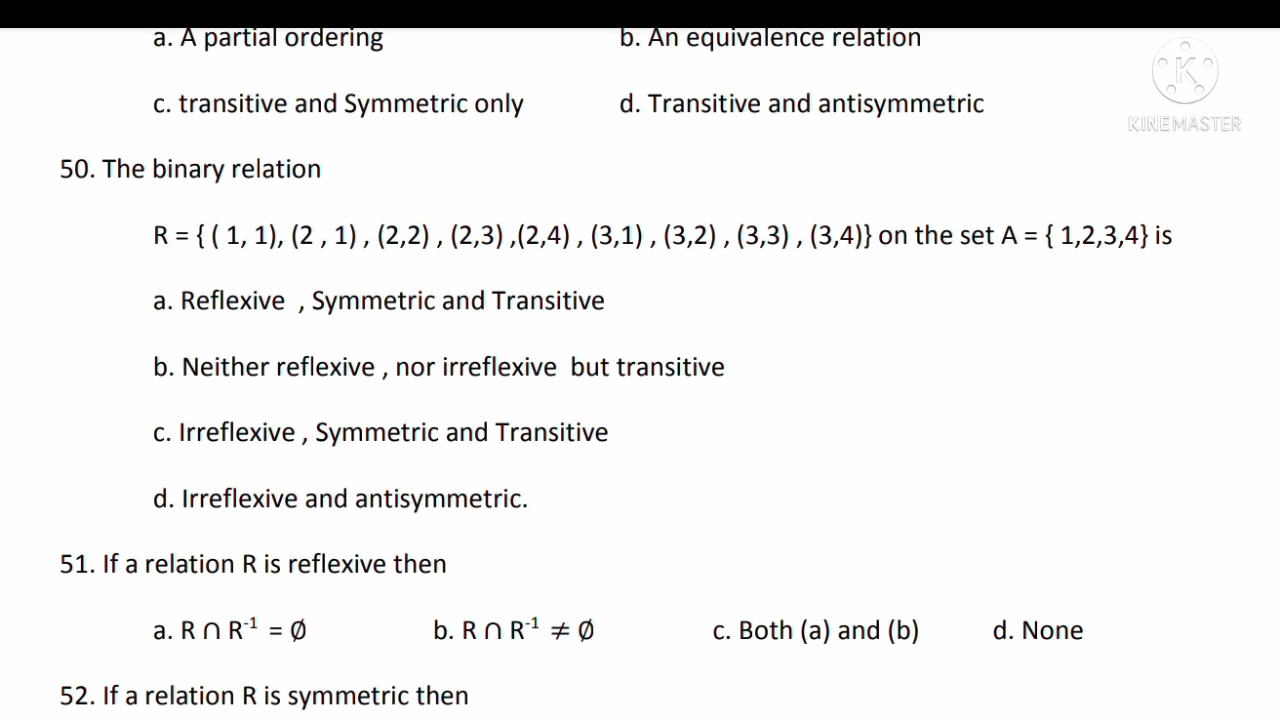 a. A partial ordering b. An equivalence relation
c. transitive and Symmetric only d. Transitive and antisymmetric
KINEMASTER
50. The binary relation
R = { ( 1, 1), (2 , 1) , (2,2) , (2,3) ,(2,4) , (3,1) , (3,2) , (3,3) , (3,4)} on the set A = { 1,2,3,4} is
a. Reflexive , Symmetric and Transitive
b. Neither reflexive , nor irreflexive but transitive
c. Irreflexive , Symmetric and Transitive
d. Irreflexive and antisymmetric.
51. If a relation R is reflexive then
a. R ∩ R⁻¹ = ∅ b. R ∩ R⁻¹ ≠ ∅ c. Both (a) and (b) d. None
52. If a relation R is symmetric then